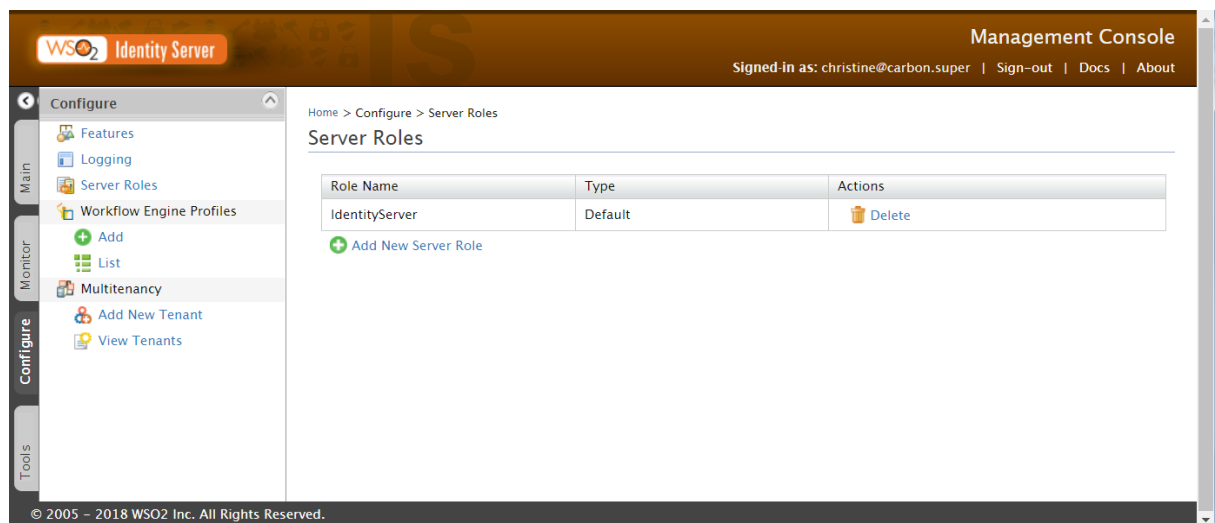 WSO2 Identity Server
Management Console
Signed-in as: christine@carbon.super | Sign-out | Docs | About
Main
Monitor
Configure
Tools
Configure
Features
Logging
Server Roles
Workflow Engine Profiles
Add
List
Multitenancy
Add New Tenant
View Tenants
Home > Configure > Server Roles
Server Roles
Role Name Type Actions
IdentityServer Default Delete
Add New Server Role
© 2005 - 2018 WSO2 Inc. All Rights Reserved.